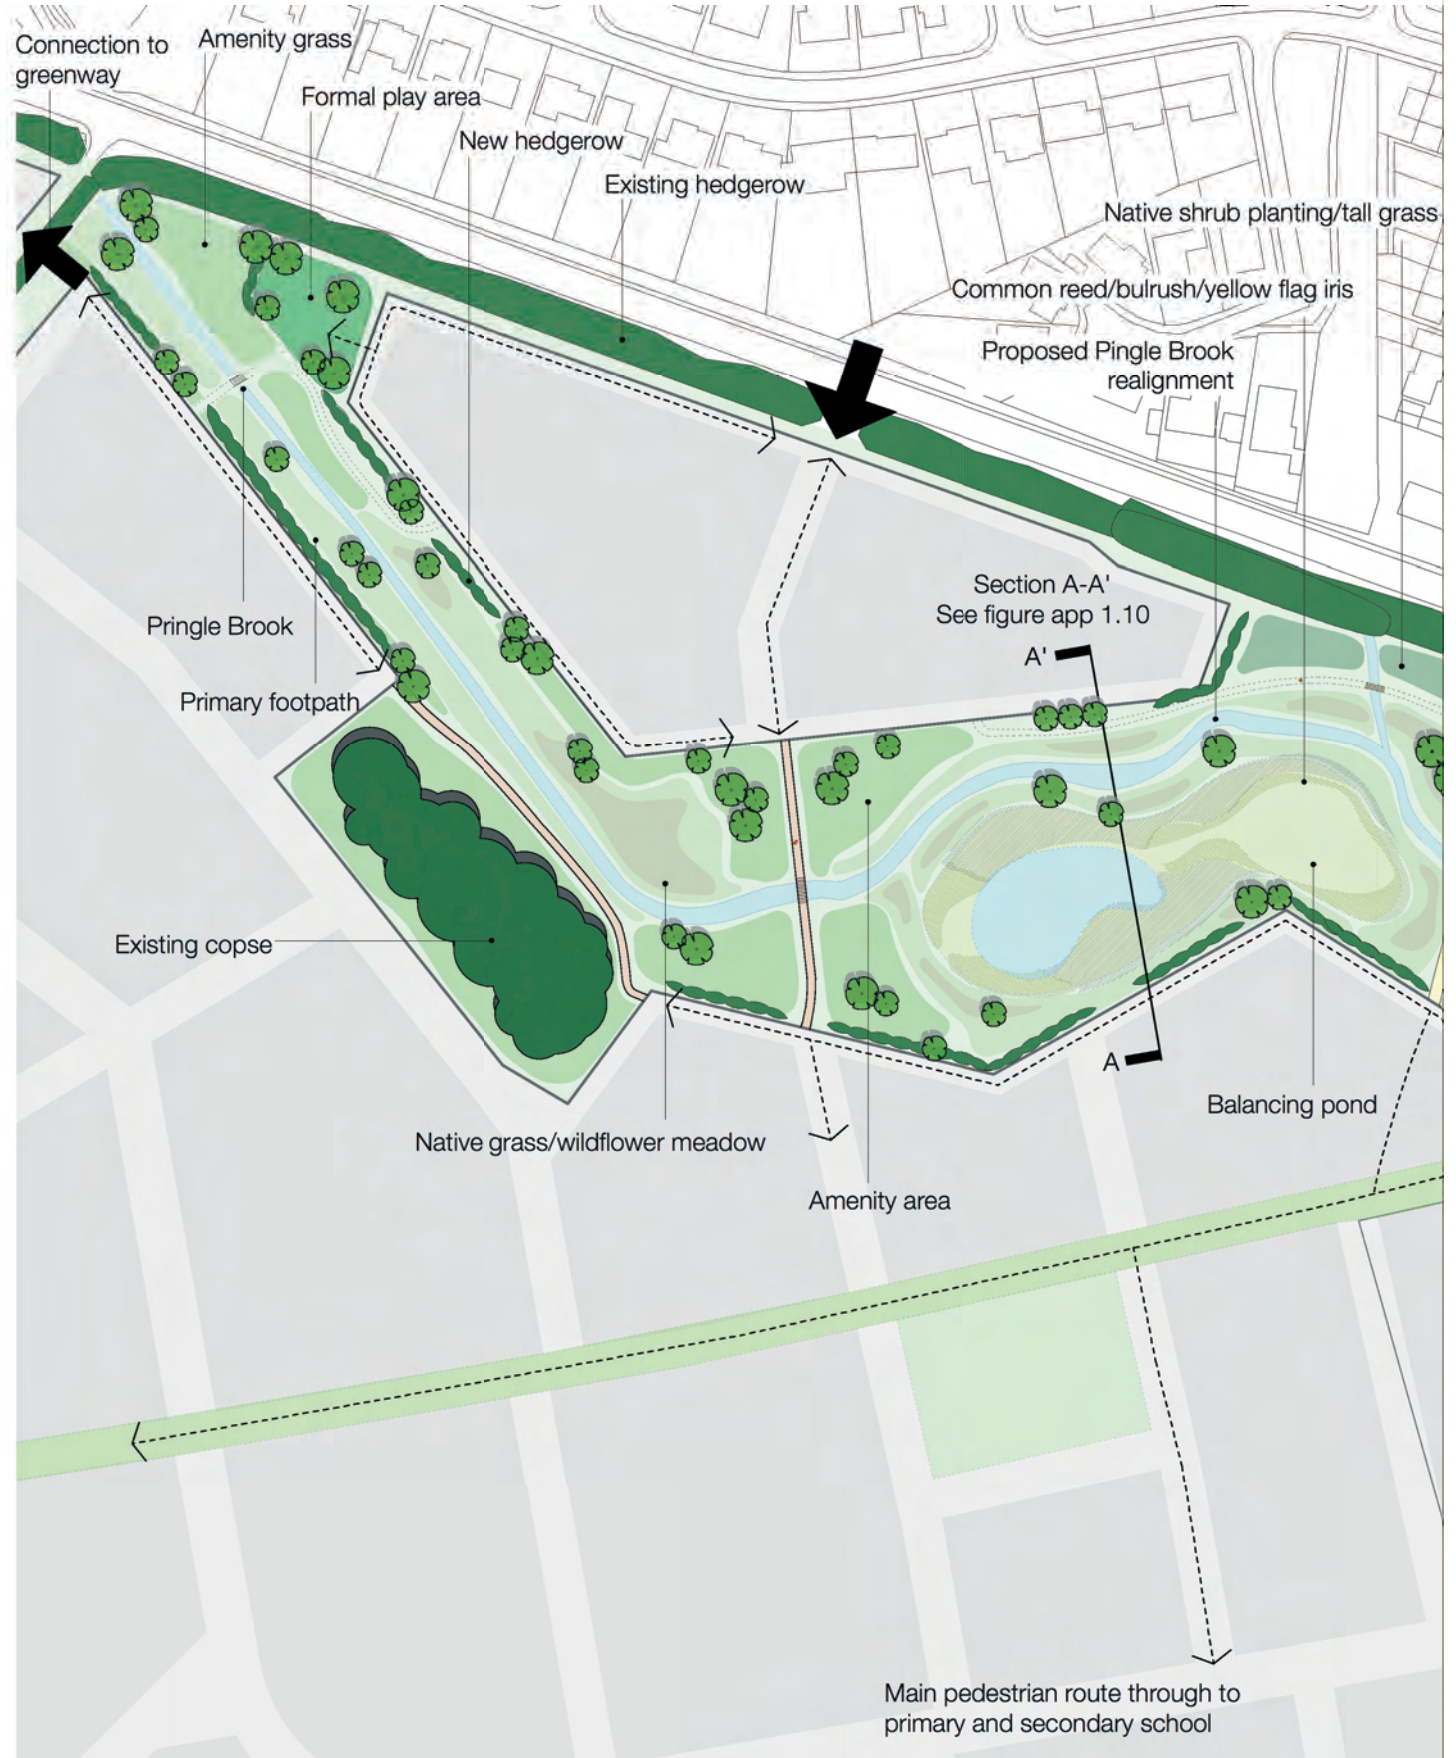 Connection to
greenway
Amenity grass
Formal play area
New hedgerow
Existing hedgerow
Native shrub planting/tall grass
Common reed/bulrush/yellow flag iris
Proposed Pingle Brook
realignment
Section A-A'
See figure app 1.10
A'
Pringle Brook
Primary footpath
Existing copse
A
Balancing pond
Native grass/wildflower meadow
Amenity area
Main pedestrian route through to
primary and secondary school